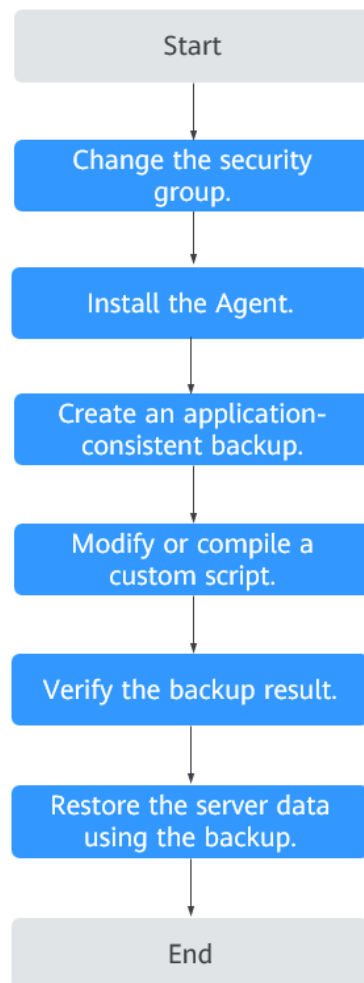 Start
Change the security
group.
Install the Agent.
Create an application-
consistent backup.
Modify or compile a
custom script.
Verify the backup result.
Restore the server data
using the backup.
End